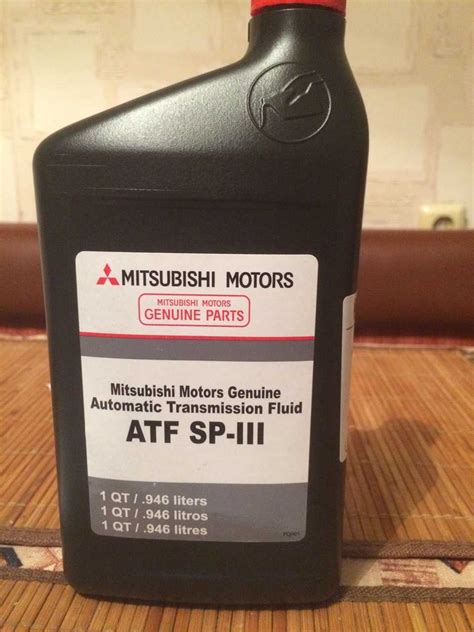 MITSUBISHI MOTORS
MITSUBISHI MOTORS
GENUINE PARTS
Mitsubishi Motors Genuine
Automatic Transmission Fluid
ATF SP-III
1 QT / .946 liters
1 QT / .946 litros
1 QT / .946 litres